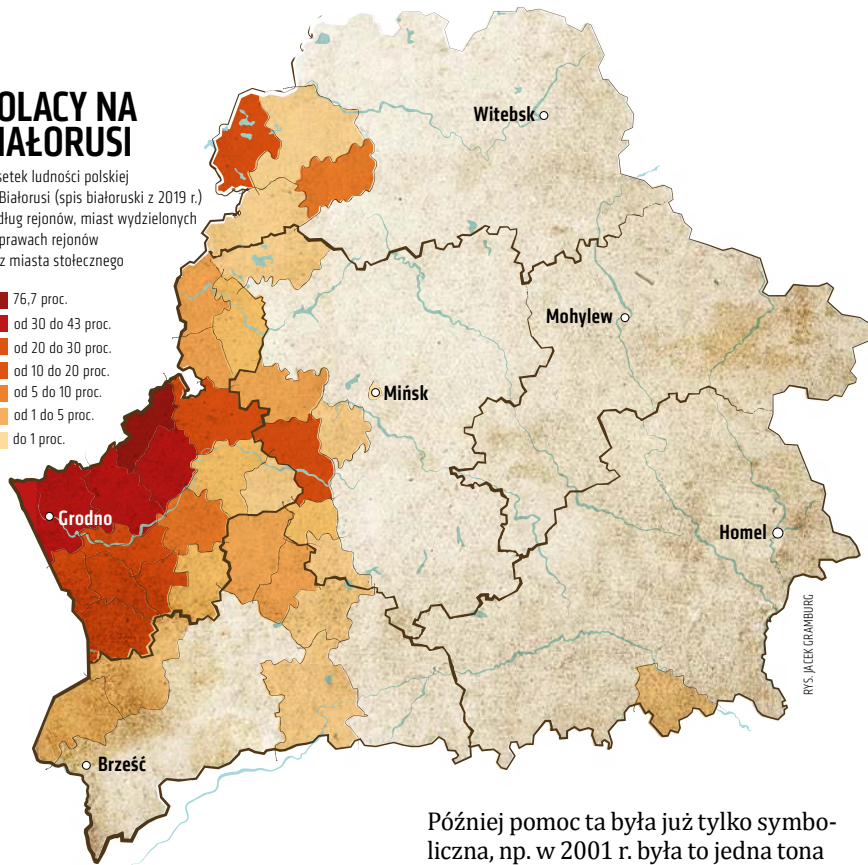 OLACY NA
IAŁORUSI
setek ludności polskiej
Białorusi (spis białoruski z 2019 r.)
dług rejonów, miast wydzielonych
prawach rejonów
z miasta stołecznego
76,7 proc.
od 30 do 43 proc.
od 20 do 30 proc.
od 10 do 20 proc.
od 5 do 10 proc.
od 1 do 5 proc.
do 1 proc.
Witebsk
Mohylew
Mińsk
Grodno
Homel
Brześć
RYS. JACEK GRAMBURG
Później pomoc ta była już tylko symbo-
liczna, np. w 2001 r. była to jedna tona